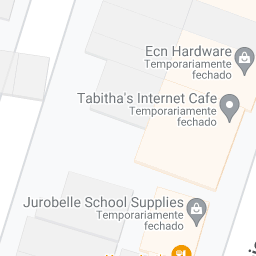 Ecn Hardware
Temporariamente
fechado
Tabitha's Internet Cafe
Temporariamente
fechado
Jurobelle School Supplies
Temporariamente
fechado